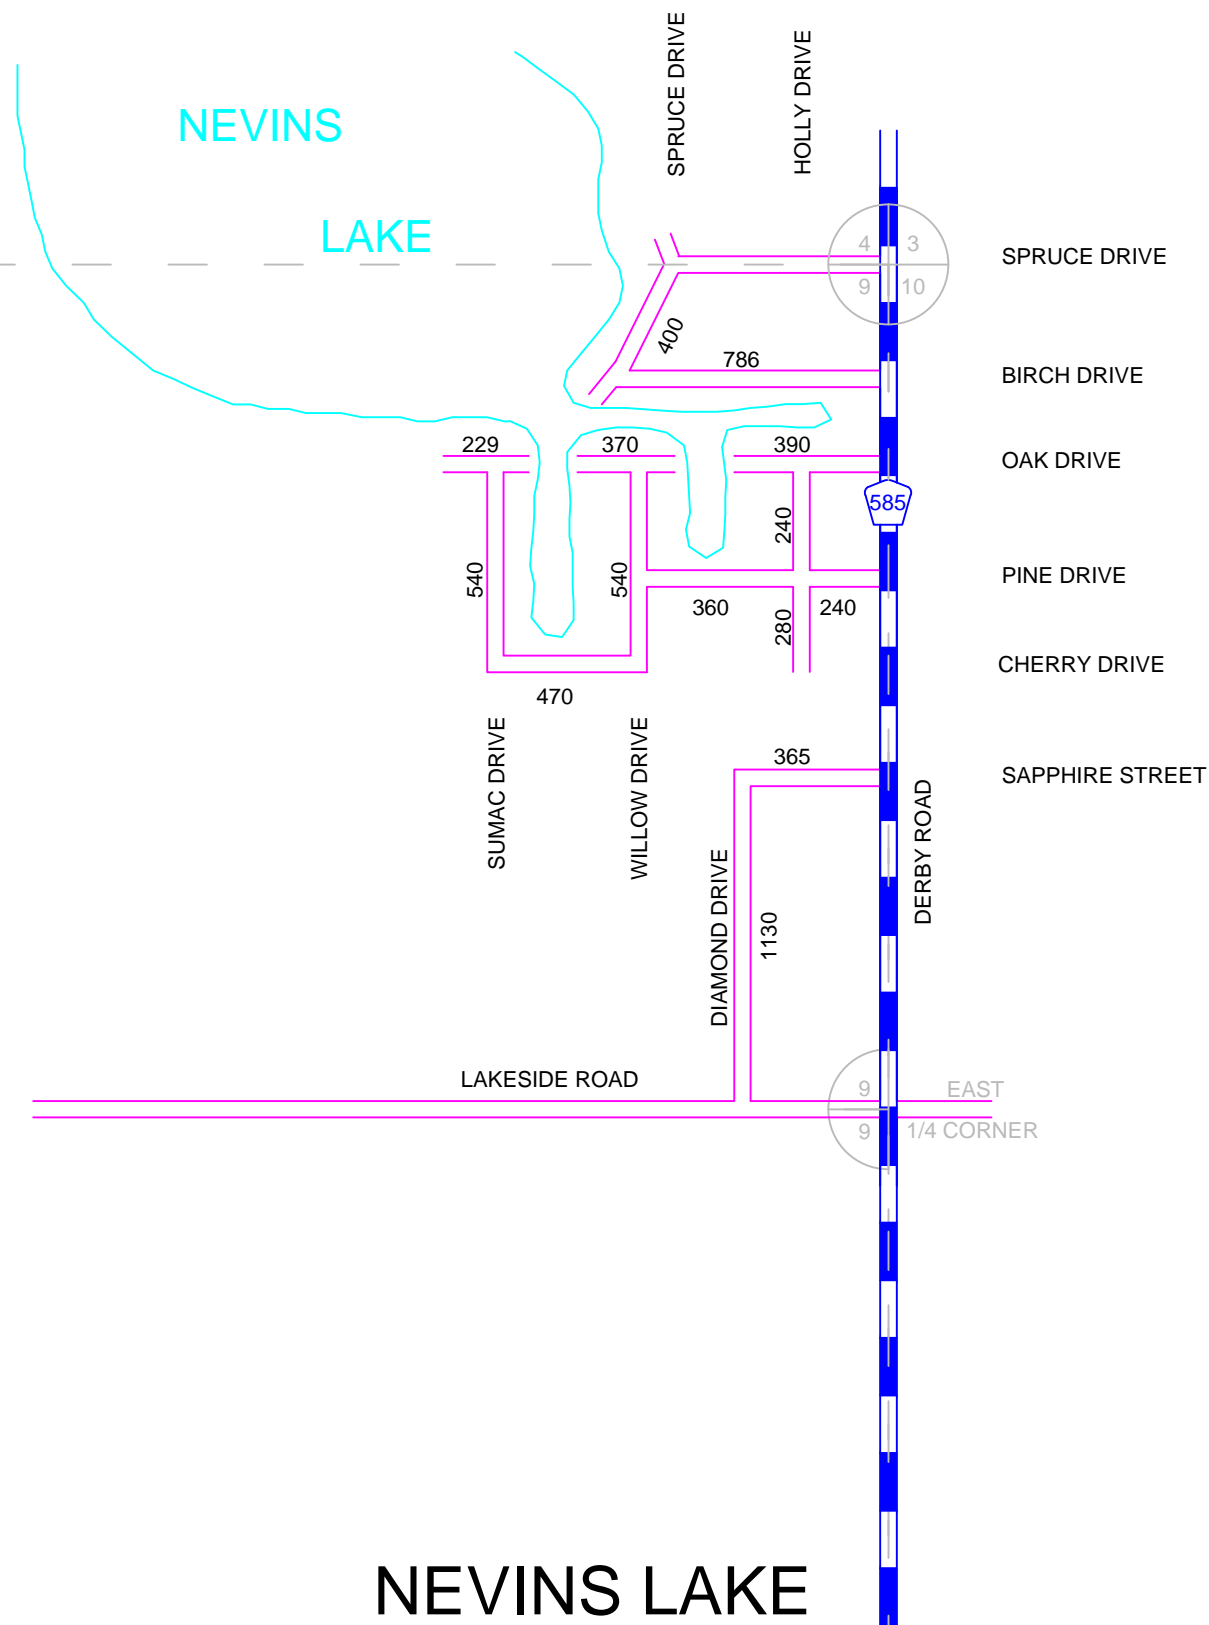 SPRUCE DRIVE
HOLLY DRIVE
NEVINS
LAKE
4 3
9 10
SPRUCE DRIVE
400
786
BIRCH DRIVE
229
370
390
OAK DRIVE
585
240
540
540
PINE DRIVE
360
280
240
CHERRY DRIVE
470
SUMAC DRIVE
WILLOW DRIVE
365
SAPPHIRE STREET
DERBY ROAD
DIAMOND DRIVE
1130
LAKESIDE ROAD
9 EAST
9 1/4 CORNER
NEVINS LAKE